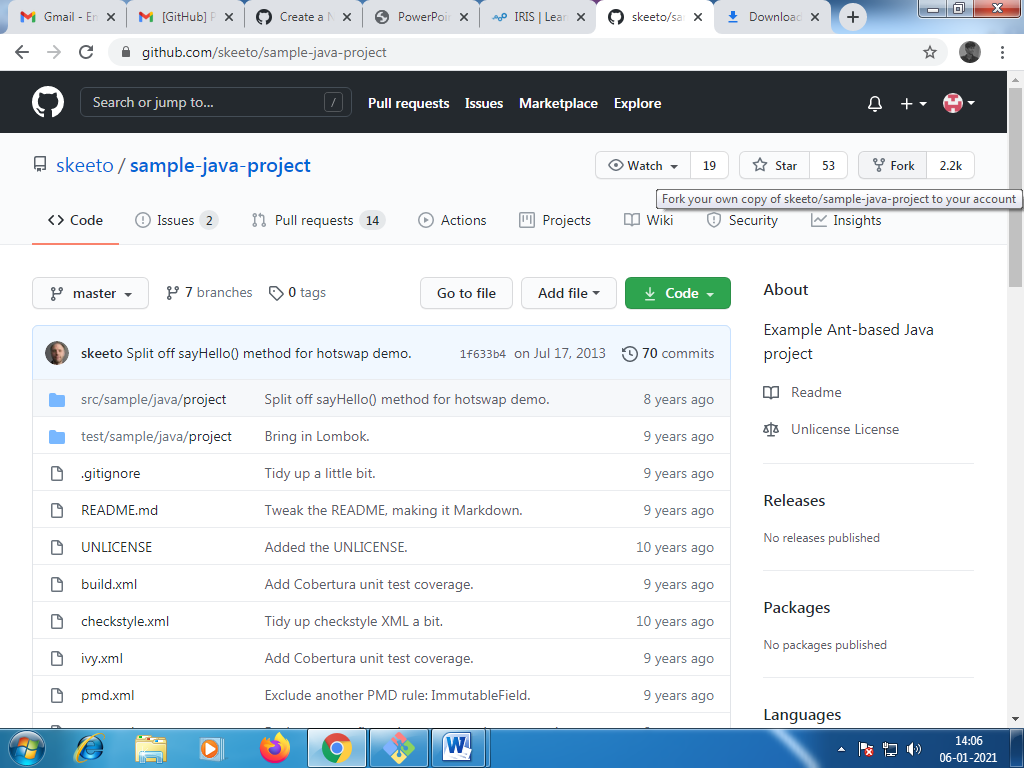 Gmail - En
[GitHub] P
Create a N
PowerPoin
IRIS | Lear
skeeto/sam
Download
github.com/skeeto/sample-java-project
Search or jump to... /
Pull requests Issues Marketplace Explore
skeeto / sample-java-project
Watch 19 Star 53 Fork 2.2k
Fork your own copy of skeeto/sample-java-project to your account
Code Issues 2 Pull requests 14 Actions Projects Wiki Security Insights
master 7 branches 0 tags Go to file Add file Code
skeeto Split off sayHello() method for hotswap demo. 1f633b4 on Jul 17, 2013 70 commits
src/sample/java/project Split off sayHello() method for hotswap demo. 8 years ago
test/sample/java/project Bring in Lombok. 9 years ago
.gitignore Tidy up a little bit. 9 years ago
README.md Tweak the README, making it Markdown. 9 years ago
UNLICENSE Added the UNLICENSE. 10 years ago
build.xml Add Cobertura unit test coverage. 9 years ago
checkstyle.xml Tidy up checkstyle XML a bit. 10 years ago
ivy.xml Add Cobertura unit test coverage. 9 years ago
pmd.xml Exclude another PMD rule: ImmutableField. 9 years ago
About
Example Ant-based Java
project
Readme
Unlicense License
Releases
No releases published
Packages
No packages published
Languages
14:06
06-01-2021